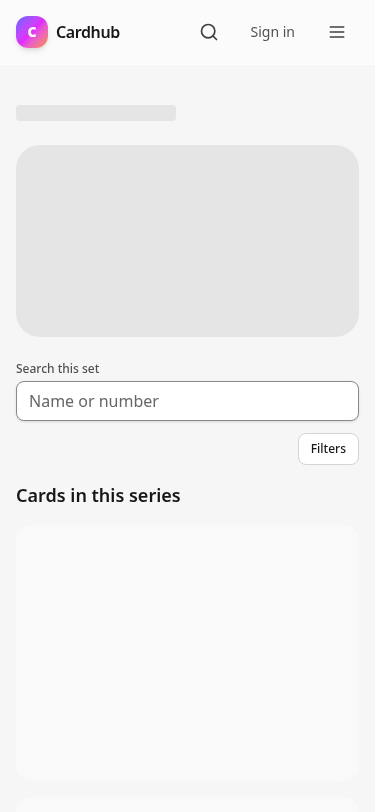 C
Cardhub
Sign in
Search this set
Name or number
Filters
Cards in this series